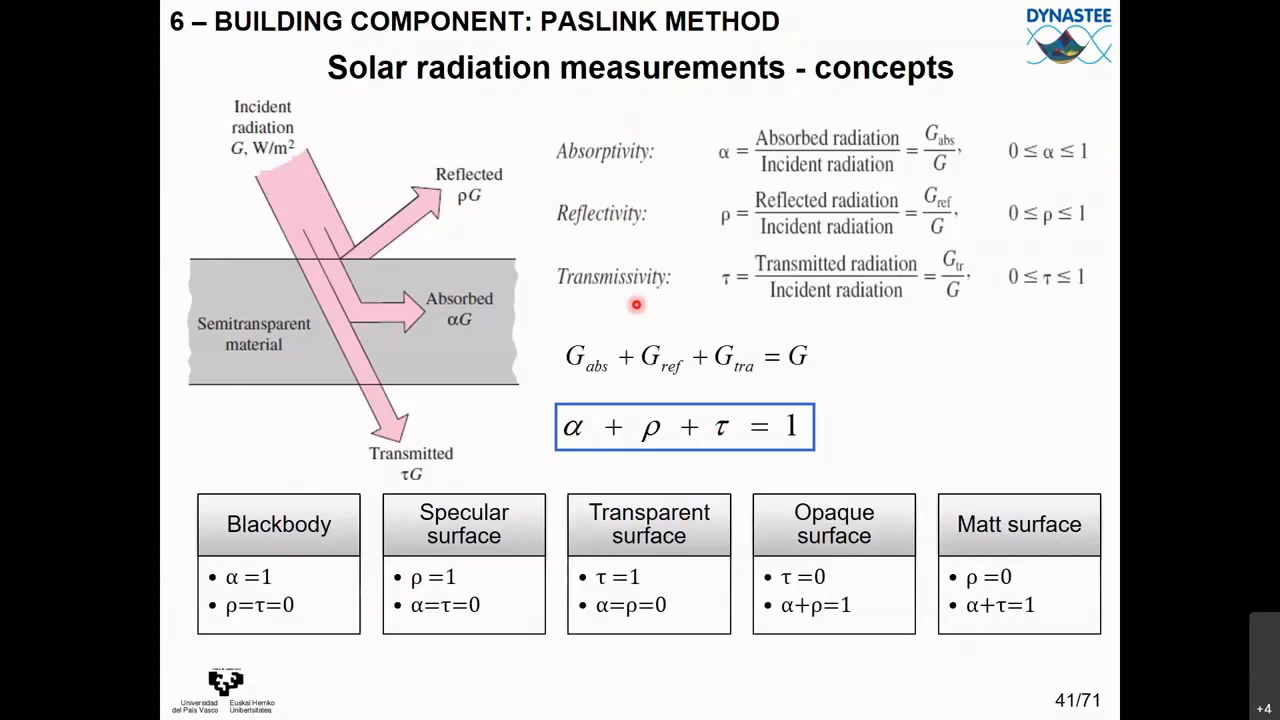 6 – BUILDING COMPONENT: PASLINK METHOD
DYNASTEE
Solar radiation measurements - concepts
Incident
radiation
G, W/m²
Reflected
ρG
Absorbed
αG
Semitransparent
material
Transmitted
τG
Absorptivity: α = Absorbed radiation / Incident radiation = G_abs / G, 0 ≤ α ≤ 1
Reflectivity: ρ = Reflected radiation / Incident radiation = G_ref / G, 0 ≤ ρ ≤ 1
Transmissivity: τ = Transmitted radiation / Incident radiation = G_tr / G, 0 ≤ τ ≤ 1
G_abs + G_ref + G_tra = G
α + ρ + τ = 1
Blackbody
• α =1
• ρ=τ=0
Specular
surface
• ρ =1
• α=τ=0
Transparent
surface
• τ =1
• α=ρ=0
Opaque
surface
• τ =0
• α+ρ=1
Matt surface
• ρ =0
• α+τ=1
Universidad
del País Vasco
Euskal Herriko
Unibertsitatea
41/71
+4